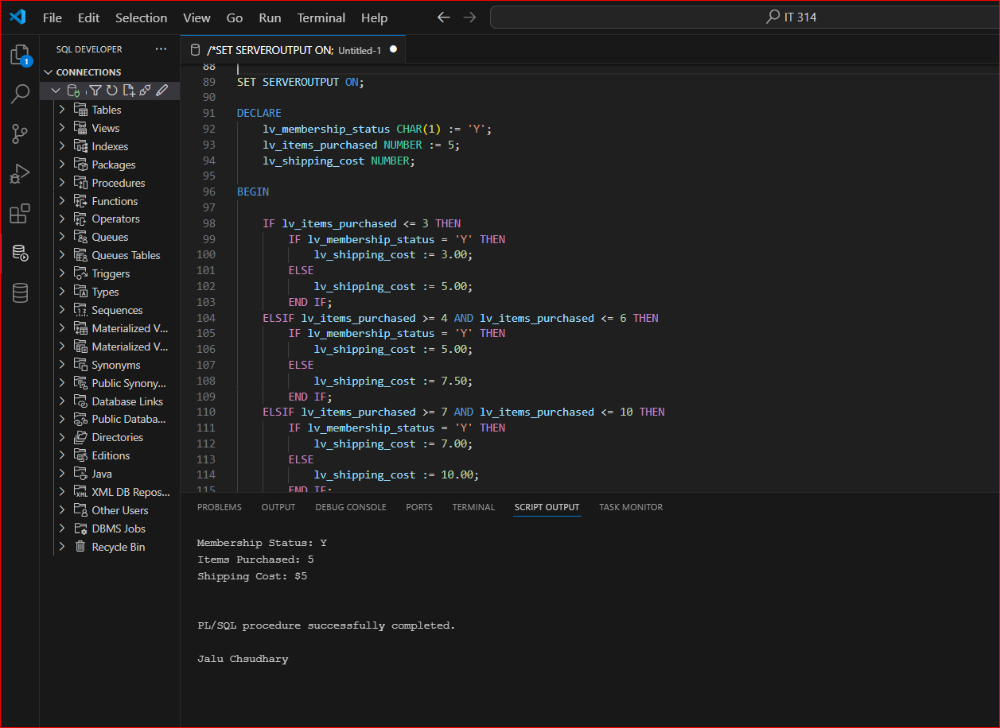 File Edit Selection View Go Run Terminal Help
IT 314
1
SQL DEVELOPER ...
CONNECTIONS
Tables
Views
Indexes
Packages
Procedures
Functions
Operators
Queues
Queues Tables
Triggers
Types
Sequences
Materialized V...
Materialized V...
Synonyms
Public Synony...
Database Links
Public Databa...
Directories
Editions
Java
XML DB Repos...
Other Users
DBMS Jobs
Recycle Bin
/*SET SERVEROUTPUT ON; Untitled-1
88
89 SET SERVEROUTPUT ON;
90
91 DECLARE
92 lv_membership_status CHAR(1) := 'Y';
93 lv_items_purchased NUMBER := 5;
94 lv_shipping_cost NUMBER;
95
96 BEGIN
97
98 IF lv_items_purchased <= 3 THEN
99 IF lv_membership_status = 'Y' THEN
100 lv_shipping_cost := 3.00;
101 ELSE
102 lv_shipping_cost := 5.00;
103 END IF;
104 ELSIF lv_items_purchased >= 4 AND lv_items_purchased <= 6 THEN
105 IF lv_membership_status = 'Y' THEN
106 lv_shipping_cost := 5.00;
107 ELSE
108 lv_shipping_cost := 7.50;
109 END IF;
110 ELSIF lv_items_purchased >= 7 AND lv_items_purchased <= 10 THEN
111 IF lv_membership_status = 'Y' THEN
112 lv_shipping_cost := 7.00;
113 ELSE
114 lv_shipping_cost := 10.00;
115 END IF;
PROBLEMS OUTPUT DEBUG CONSOLE PORTS TERMINAL SCRIPT OUTPUT TASK MONITOR
Membership Status: Y
Items Purchased: 5
Shipping Cost: $5
PL/SQL procedure successfully completed.
Jalu Chsudhary